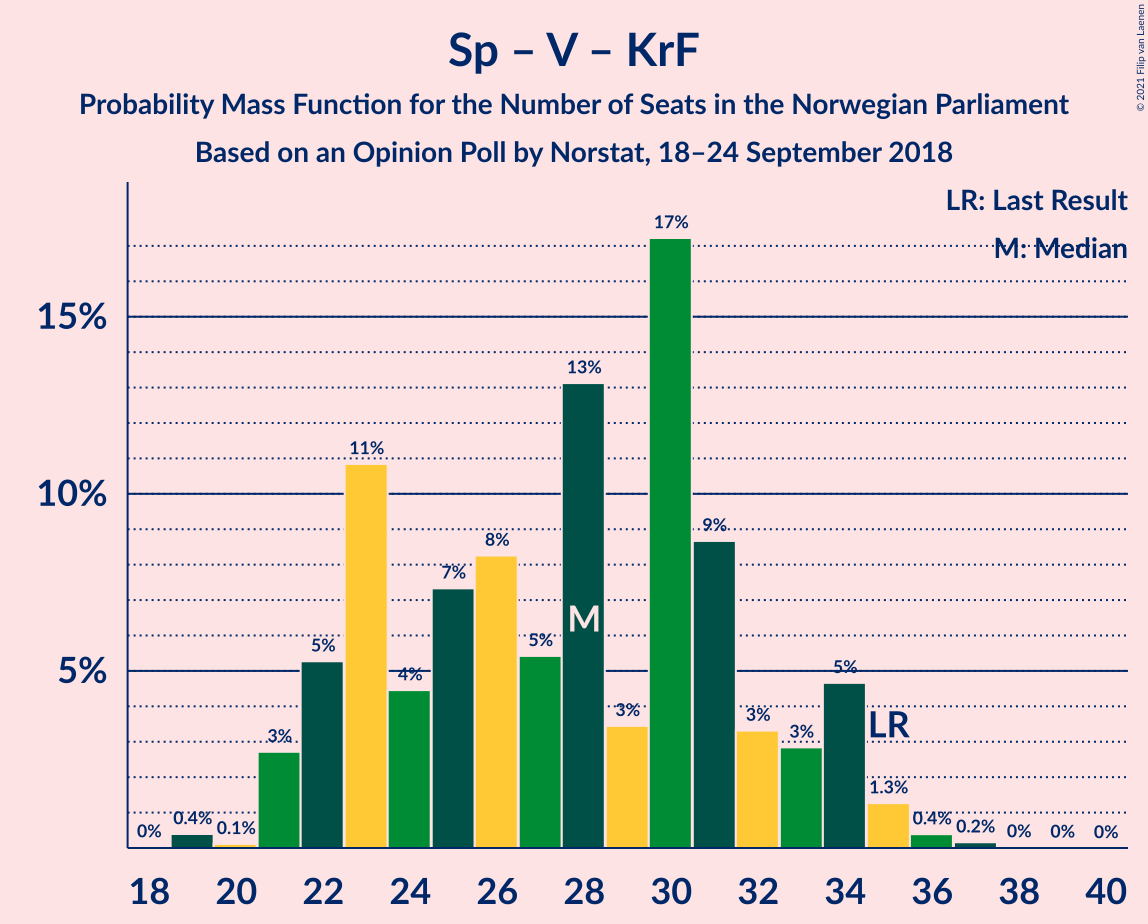 Sp – V – KrF
Probability Mass Function for the Number of Seats in the Norwegian Parliament
Based on an Opinion Poll by Norstat, 18–24 September 2018
© 2021 Filip van Laenen
LR: Last Result
M: Median
15%
10%
5%
0%
0.4%
0.1%
3%
5%
11%
4%
7%
8%
5%
13%
3%
17%
9%
3%
3%
5%
1.3%
0.4%
0.2%
0%
0%
0%
M
LR
18 20 22 24 26 28 30 32 34 36 38 40